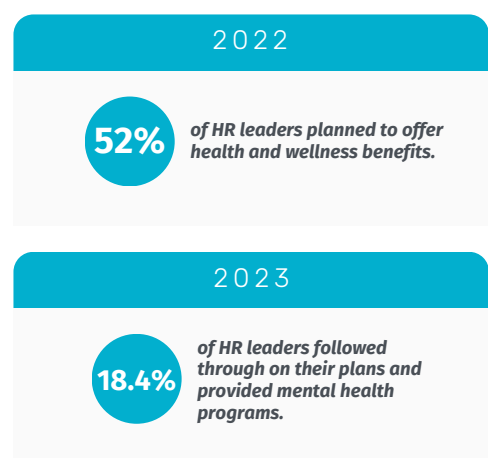 2022
52%
of HR leaders planned to offer
health and wellness benefits.
2023
18.4%
of HR leaders followed
through on their plans and
provided mental health
programs.